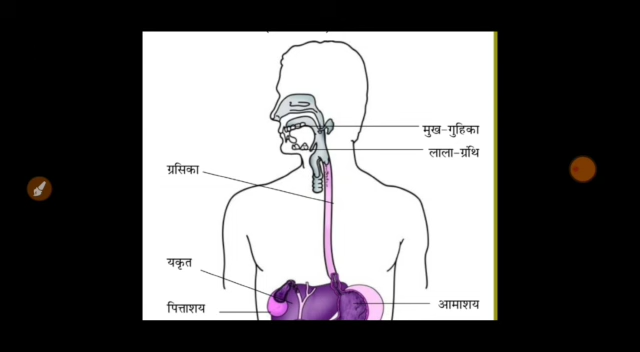 मुख-गुहिका
लाला-ग्रंथि
ग्रसिका
यकृत
पित्ताशय
आमाशय